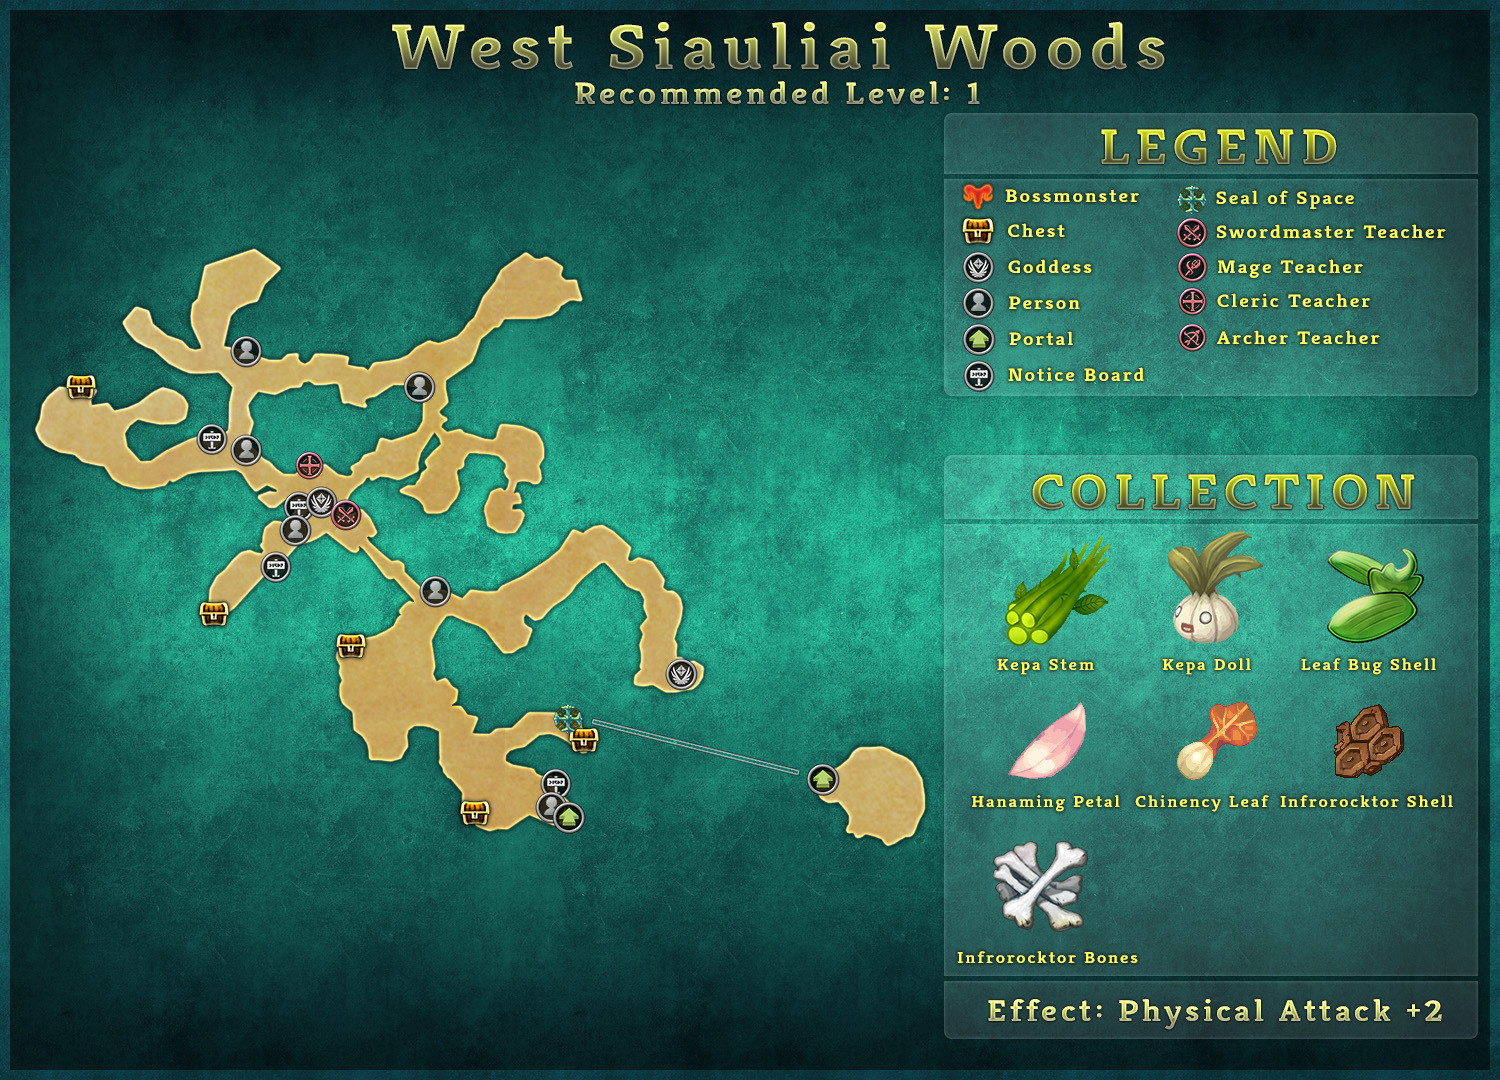 West Siauliai Woods
Recommended Level: 1
LEGEND
Bossmonster
Chest
Goddess
Person
Portal
Notice Board
Seal of Space
Swordmaster Teacher
Mage Teacher
Cleric Teacher
Archer Teacher
COLLECTION
Kepa Stem
Kepa Doll
Leaf Bug Shell
Hanaming Petal
Chinency Leaf
Infrorocktor Shell
Infrorocktor Bones
Effect: Physical Attack +2